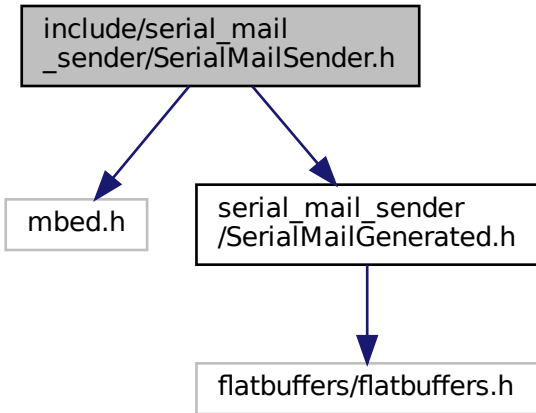 include/serial_mail
_sender/SerialMailSender.h
mbed.h
serial_mail_sender
/SerialMailGenerated.h
flatbuffers/flatbuffers.h